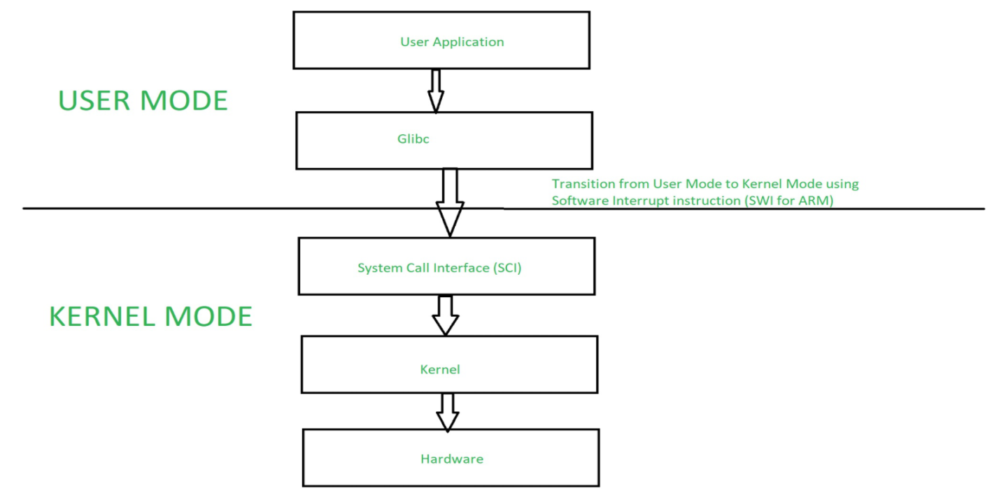 User Application
USER MODE
Glibc
Transition from User Mode to Kernel Mode using
Software Interrupt instruction (SWI for ARM)
System Call Interface (SCI)
KERNEL MODE
Kernel
Hardware